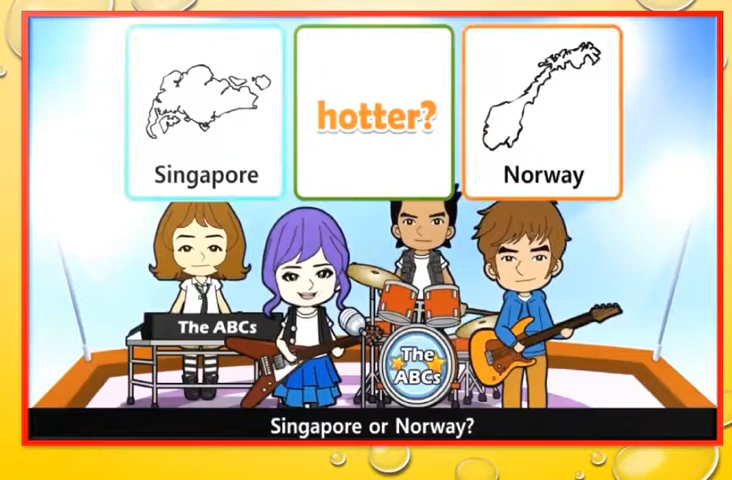 hotter?
Singapore
Norway
The ABCs
The
ABCs
Singapore or Norway?